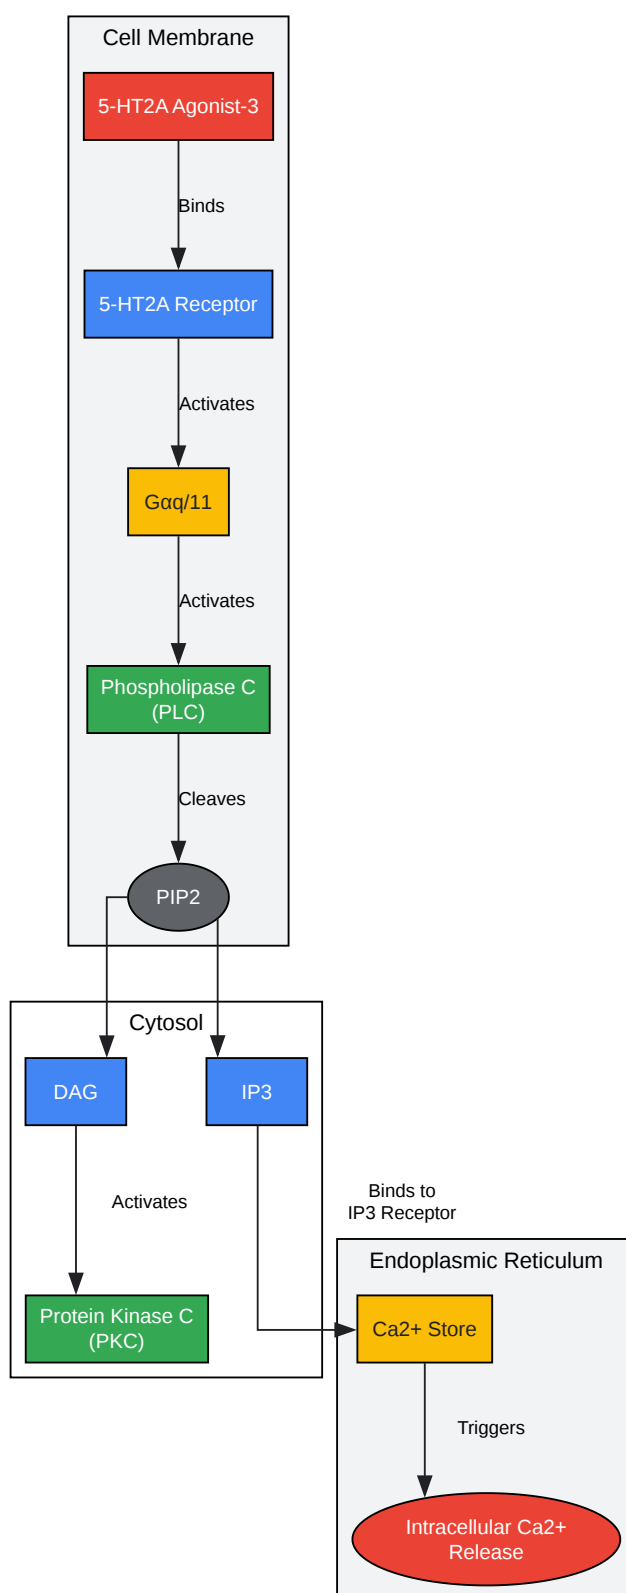 Cell Membrane
5-HT2A Agonist-3
Binds
5-HT2A Receptor
Activates
Gαq/11
Activates
Phospholipase C
(PLC)
Cleaves
PIP2
Cytosol
DAG
IP3
Activates
Binds to
IP3 Receptor
Endoplasmic Reticulum
Protein Kinase C
(PKC)
Ca2+ Store
Triggers
Intracellular Ca2+
Release